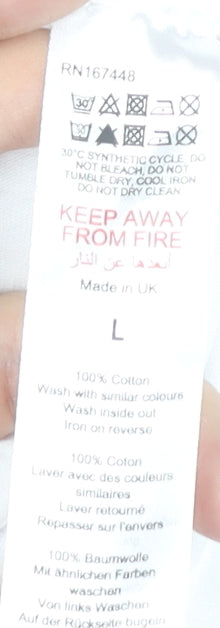 RN167448
30°C SYNTHETIC CYCLE, DO
NOT BLEACH, DO NOT
TUMBLE DRY, COOL IRON
DO NOT DRY CLEAN
KEEP AWAY
FROM FIRE
أبعدها عن النار
Made in UK
L
100% Cotton
Wash with similar colours
Wash inside out
Iron on reverse
100% Coton
Laver avec des couleurs
similaires
Laver retourné
Repasser sur l'envers
100% Baumwolle
Mit ähnlichen Farben
waschen
Von links Waschen
Auf der Rückseite bügeln